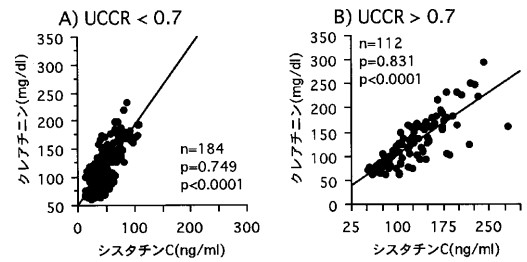 A) UCCR < 0.7
クレアチニン(mg/dl)
350
300
250
200
150
100
50
n=184
p=0.749
p<0.0001
0 100 200 300
シスタチンC(ng/ml)
B) UCCR > 0.7
クレアチニン(mg/dl)
350
300
250
200
150
100
50
0
n=112
p=0.831
p<0.0001
25 100 175 250
シスタチンC(ng/ml)